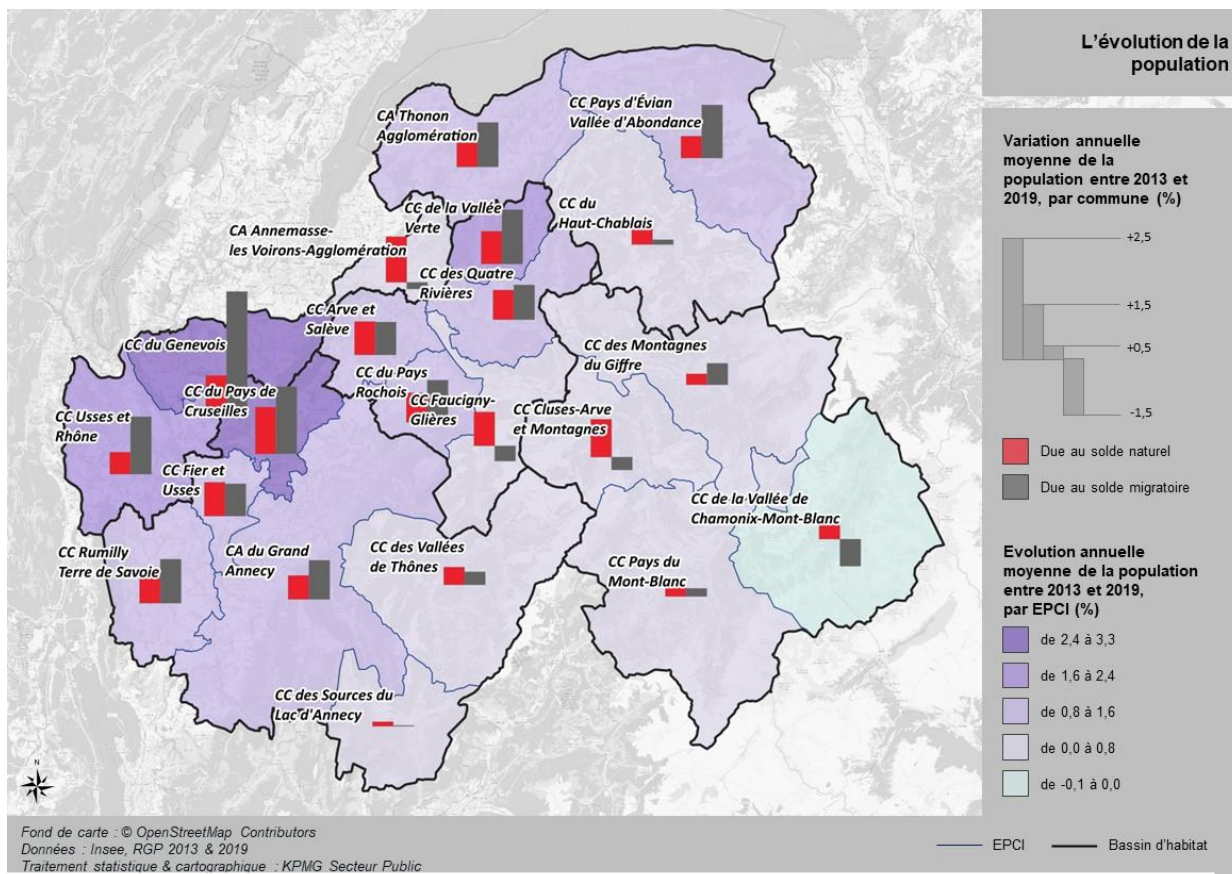 L'évolution de la
population
CA Thonon
Agglomération
CC Pays d'Évian
Vallée d'Abondance
CC de la Vallée
Verte
CC du
Haut-Chablais
CA Annemasse-
les Voirons-Agglomération
CC des Quatre
Rivières
CC Arve et
Salève
CC du Genevois
CC des Montagnes
du Giffre
CC du Pays
Rochois
CC du Pays de
Cruseilles
CC Faucigny-
Glières
CC Cluses-Arve
et Montagnes
CC Usses et
Rhône
CC Fier et
Usses
CC de la Vallée de
Chamonix-Mont-Blanc
CC Rumilly
Terre de Savoie
CA du Grand
Annecy
CC des Vallées
de Thônes
CC Pays du
Mont-Blanc
CC des Sources du
Lac d'Annecy
N
Variation annuelle
moyenne de la
population entre 2013 et
2019, par commune (%)
+2,5
+1,5
+0,5
-1,5
Due au solde naturel
Due au solde migratoire
Evolution annuelle
moyenne de la population
entre 2013 et 2019,
par EPCI (%)
de 2,4 à 3,3
de 1,6 à 2,4
de 0,8 à 1,6
de 0,0 à 0,8
de -0,1 à 0,0
Fond de carte : © OpenStreetMap Contributors
Données : Insee, RGP 2013 & 2019
Traitement statistique & cartographique : KPMG Secteur Public
EPCI
Bassin d'habitat